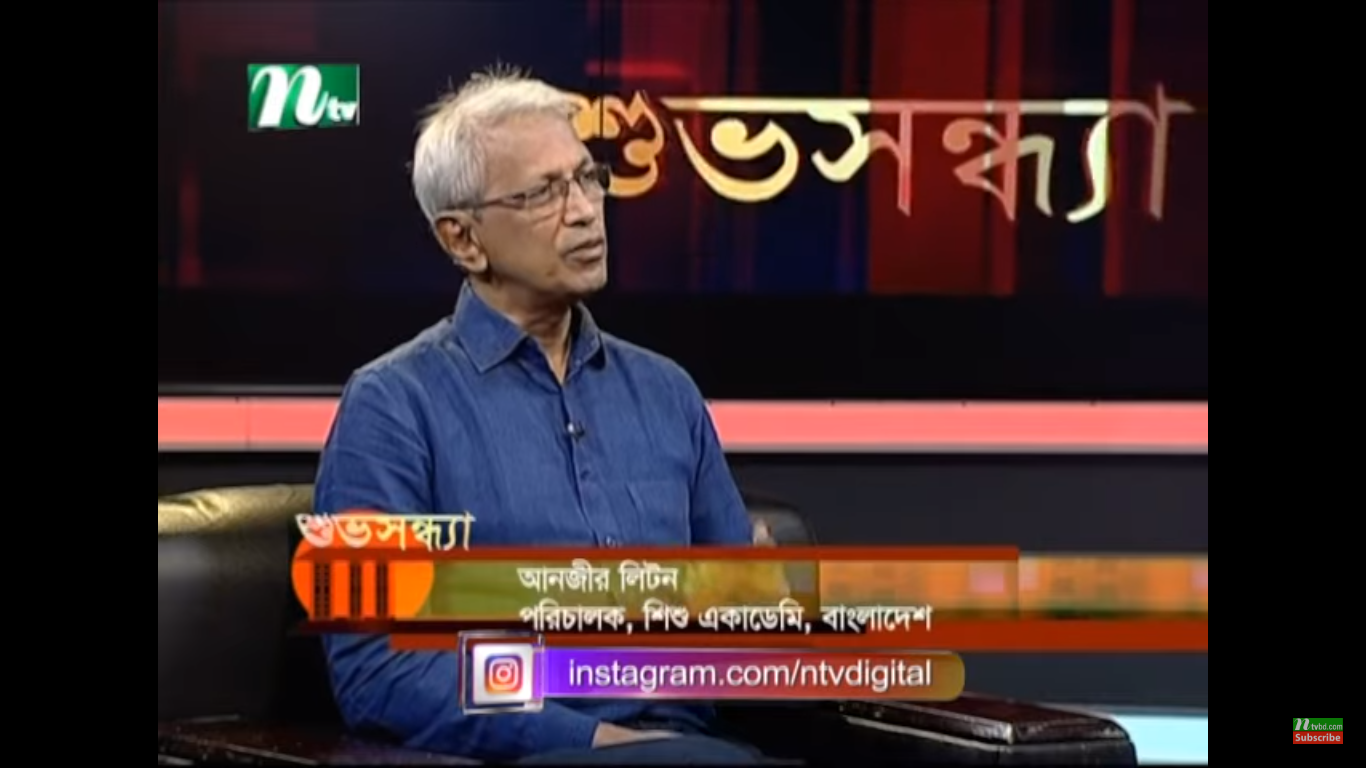 ntv
শুভসন্ধ্যা
শুভসন্ধ্যা
আনজীর লিটন
পরিচালক, শিশু একাডেমি, বাংলাদেশ
instagram.com/ntvdigital
ntvbd.com
Subscribe